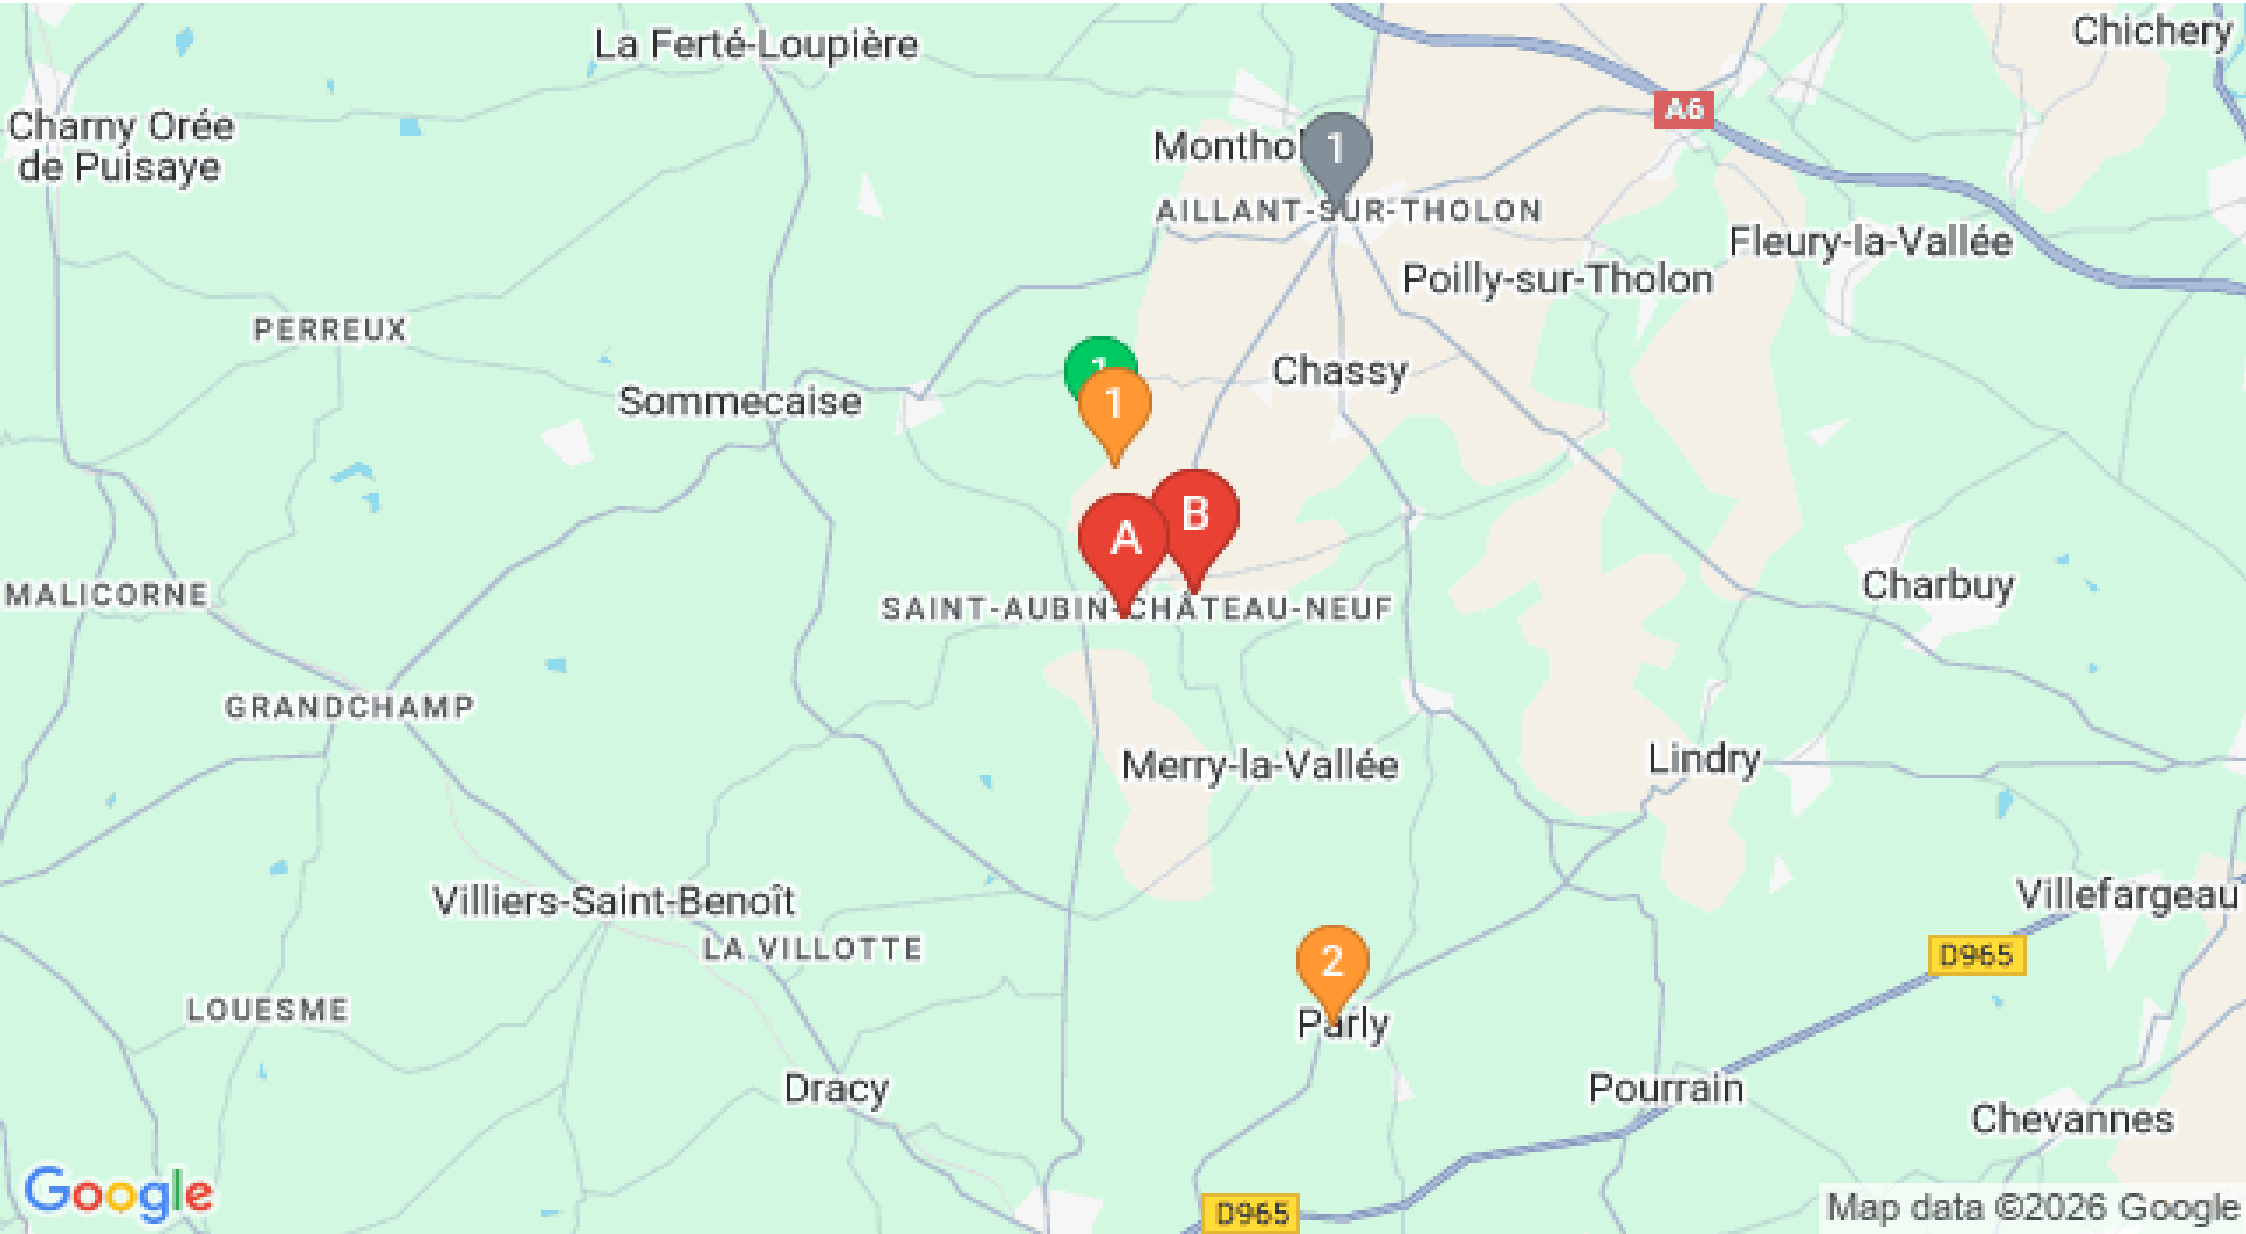 Chichery
La Ferté-Loupière
A6
Charny Orée
de Puisaye
1
AILLANT-SUR-THOLON
Fleury-la-Vallée
Poilly-sur-Tholon
PERREUX
1
Chassy
Sommecaise
1
B
A
Charbuy
MALICORNE
SAINT-AUBIN-CHÂTEAU-NEUF
GRANDCHAMP
Merry-la-Vallée
Lindry
Villiers-Saint-Benoît
Villefargeau
LA VILLOTTE
D965
2
LOUESME
Parly
Dracy
Pourrain
Chevannes
Google
D965
Map data ©2026 Google